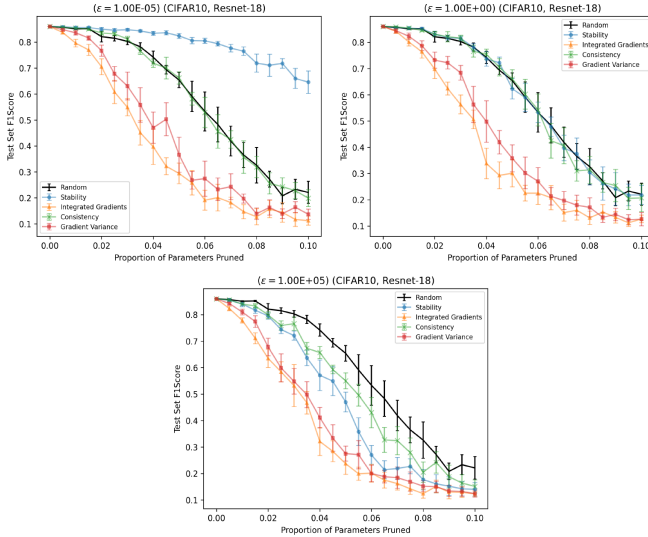 (ε = 1.00E-05) (CIFAR10, Resnet-18)
Test Set F1Score
0.8
0.7
0.6
0.5
0.4
0.3
0.2
0.1
Random
Stability
Integrated Gradients
Consistency
Gradient Variance
0.00 0.02 0.04 0.06 0.08 0.10
Proportion of Parameters Pruned
(ε = 1.00E+00) (CIFAR10, Resnet-18)
Test Set F1Score
0.8
0.7
0.6
0.5
0.4
0.3
0.2
0.1
Random
Stability
Integrated Gradients
Consistency
Gradient Variance
0.00 0.02 0.04 0.06 0.08 0.10
Proportion of Parameters Pruned
(ε = 1.00E+05) (CIFAR10, Resnet-18)
Test Set F1Score
0.8
0.7
0.6
0.5
0.4
0.3
0.2
0.1
Random
Stability
Integrated Gradients
Consistency
Gradient Variance
0.00 0.02 0.04 0.06 0.08 0.10
Proportion of Parameters Pruned